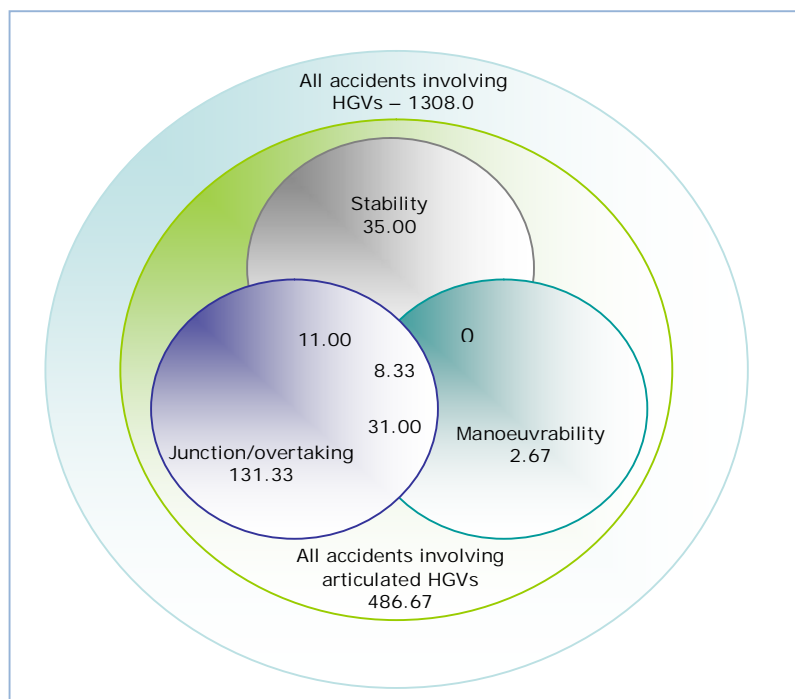 All accidents involving
HGVs – 1308.0
Stability
35.00
11.00
0
8.33
31.00
Junction/overtaking
131.33
Manoeuvrability
2.67
All accidents involving
articulated HGVs
486.67